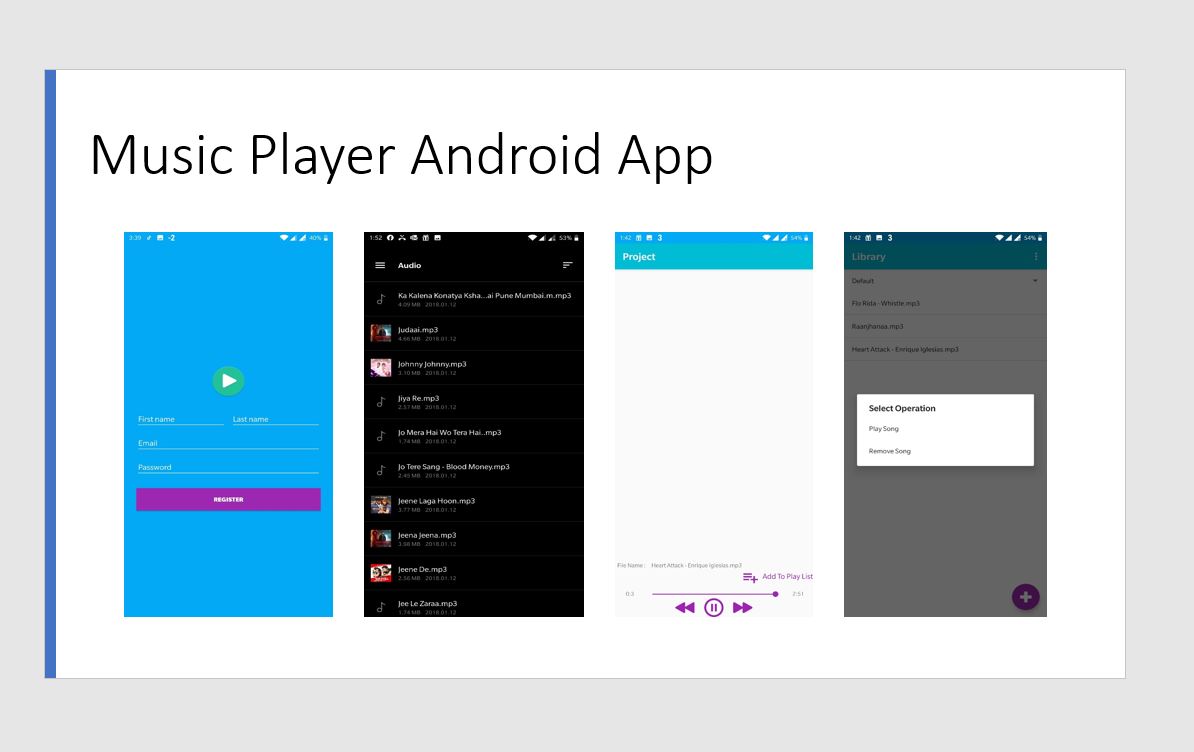 Music Player Android App
3:39 -2 40%
First name Last name
Email
Password
REGISTER
1:52 53%
Audio
Ka Kalena Konatya Ksha...ai Pune Mumbai.m.mp3
4.09 MB 2018.01.12
Judaai.mp3
4.66 MB 2018.01.12
Johnny Johnny.mp3
3.10 MB 2018.01.12
Jiya Re.mp3
2.57 MB 2018.01.12
Jo Mera Hai Wo Tera Hai..mp3
1.74 MB 2018.01.12
Jo Tere Sang - Blood Money.mp3
2.45 MB 2018.01.12
Jeene Laga Hoon.mp3
3.77 MB 2018.01.12
Jeena Jeena.mp3
3.98 MB 2018.01.12
Jeene De.mp3
2.56 MB 2018.01.12
Jee Le Zaraa.mp3
1.74 MB 2018.01.12
1:42 3 54%
Project
File Name : Heart Attack - Enrique Iglesias.mp3
Add To Play List
0:3 2:51
1:42 3 54%
Library
Default
Flo Rida - Whistle.mp3
Raanjhanaa.mp3
Heart Attack - Enrique Iglesias.mp3
Select Operation
Play Song
Remove Song